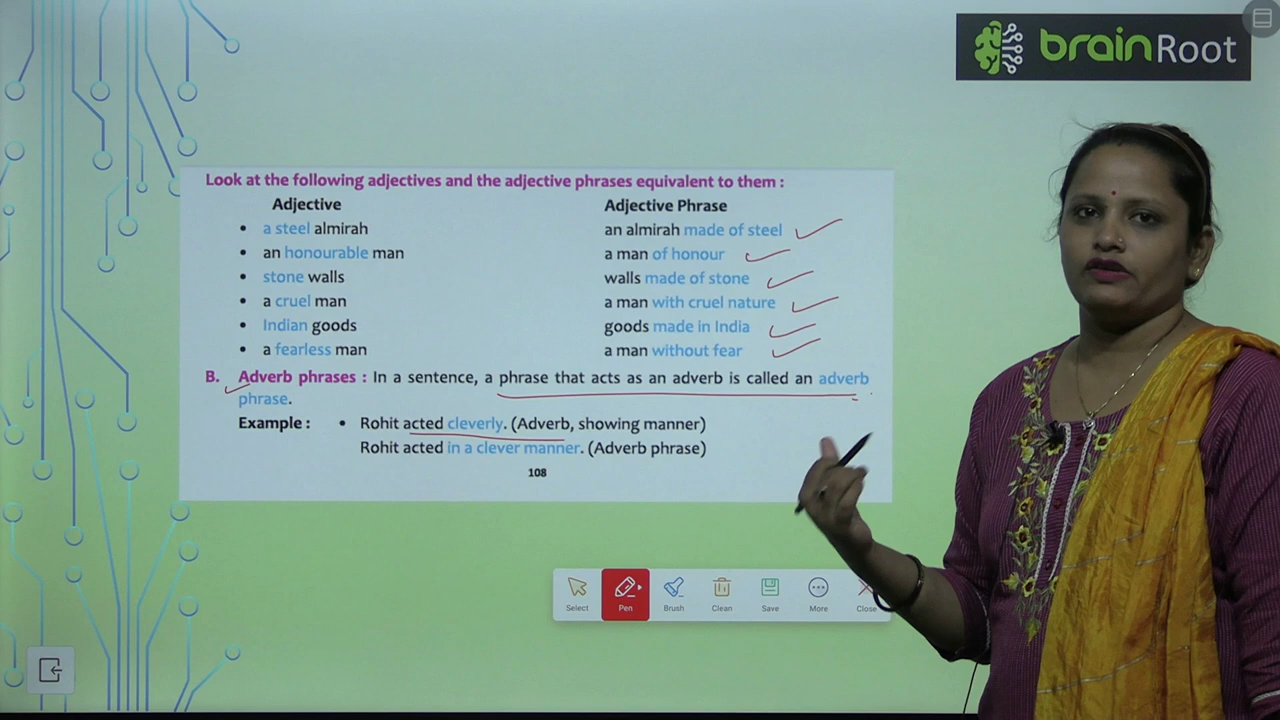 brainRoot
Look at the following adjectives and the adjective phrases equivalent to them :
Adjective Adjective Phrase
• a steel almirah an almirah made of steel
• an honourable man a man of honour
• stone walls walls made of stone
• a cruel man a man with cruel nature
• Indian goods goods made in India
• a fearless man a man without fear
B. Adverb phrases : In a sentence, a phrase that acts as an adverb is called an adverb
phrase.
Example : • Rohit acted cleverly. (Adverb, showing manner)
Rohit acted in a clever manner. (Adverb phrase)
108
Select Pen Brush Clean Save More Close